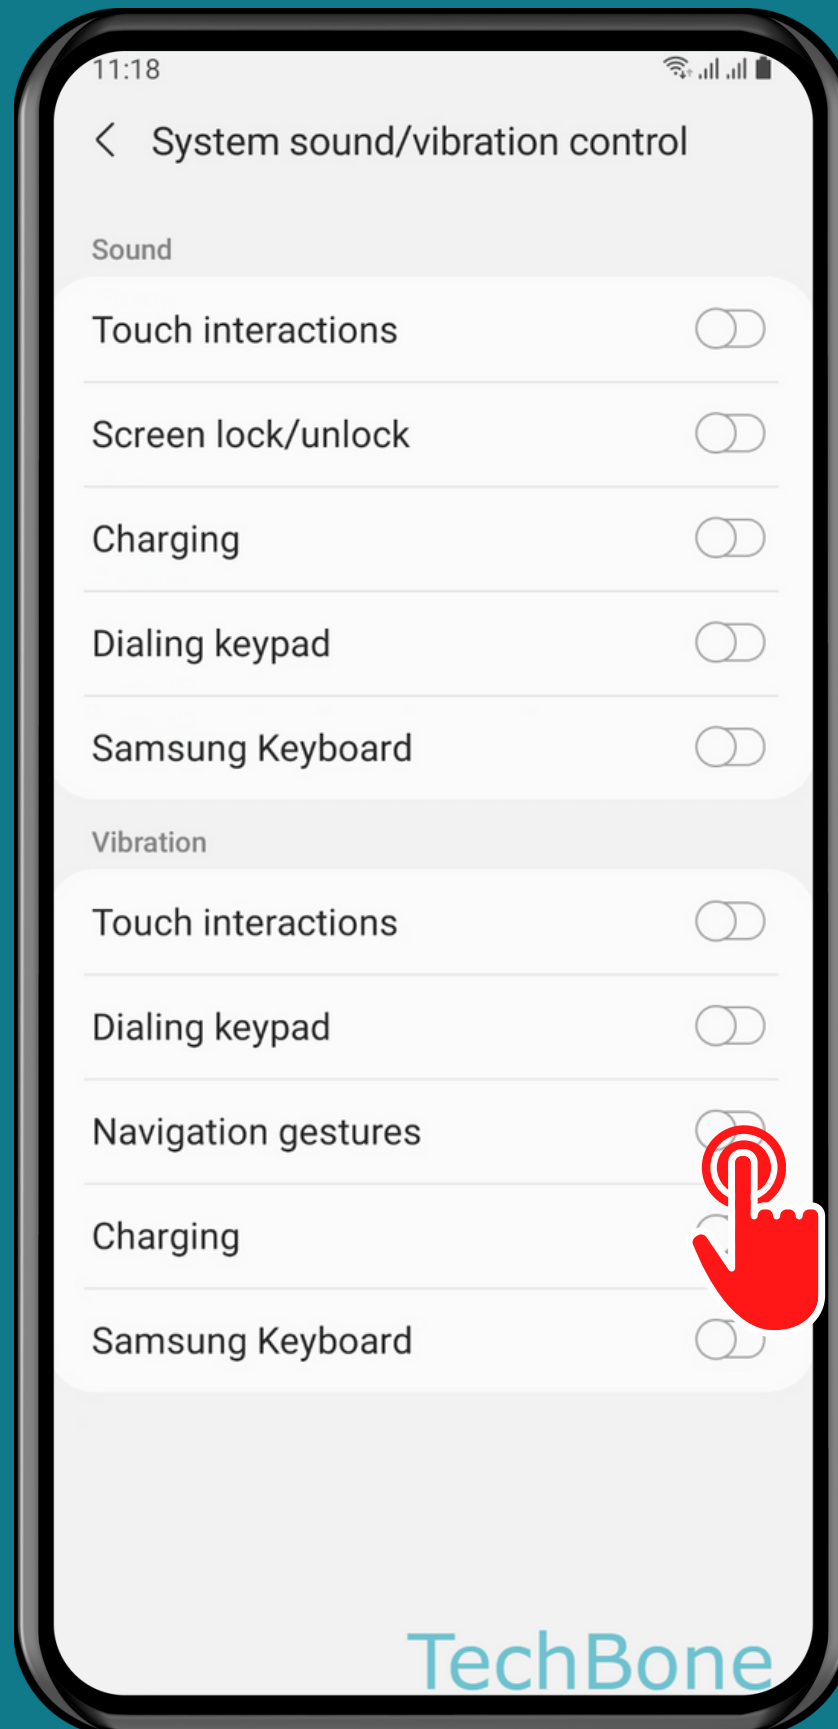 11:18
System sound/vibration control
Sound
Touch interactions
Screen lock/unlock
Charging
Dialing keypad
Samsung Keyboard
Vibration
Touch interactions
Dialing keypad
Navigation gestures
Charging
Samsung Keyboard
TechBone